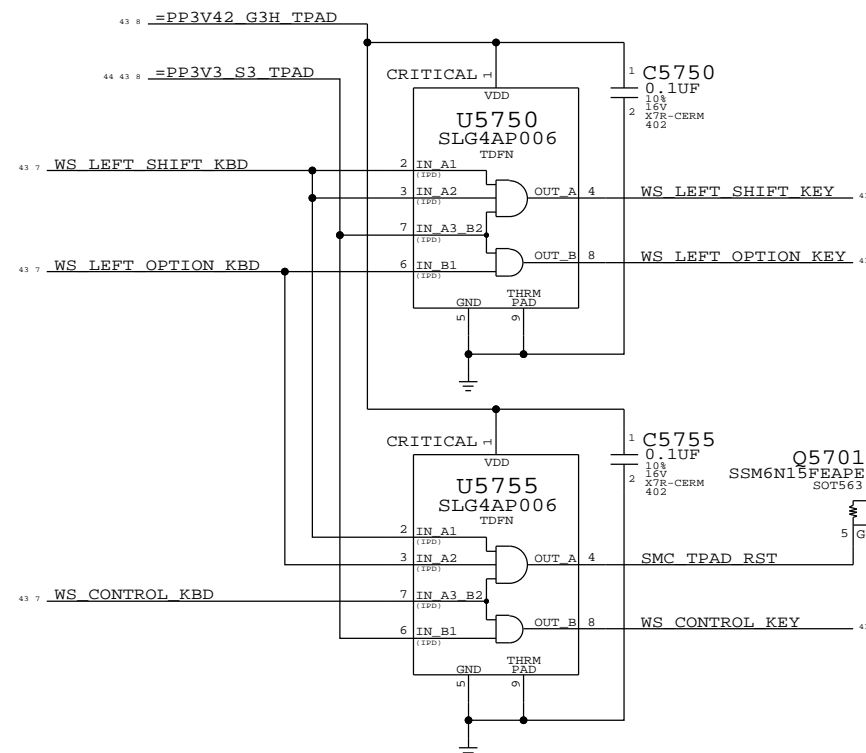 43 8 =PP3V42_G3H_TPAD
44 43 8 =PP3V3_S3_TPAD
CRITICAL 1
VDD
U5750
SLG4AP006
TDFN
1 C5750
0.1UF
10%
16V
2 X7R-CERM
402
43 7 WS_LEFT_SHIFT_KBD
2 IN_A1
(IPD)
3 IN_A2
(IPD)
OUT_A 4 WS_LEFT_SHIFT_KEY
7 IN_A3_B2
(IPD)
43 7 WS_LEFT_OPTION_KBD
6 IN_B1
(IPD)
OUT_B 8 WS_LEFT_OPTION_KEY
GND
THRM
PAD
5
9
CRITICAL 1
VDD
U5755
SLG4AP006
TDFN
1 C5755
0.1UF
10%
16V
2 X7R-CERM
402
Q5701
SSM6N15FEAPE
SOT563
5 G
2 IN_A1
(IPD)
3 IN_A2
(IPD)
OUT_A 4 SMC_TPAD_RST
43 7 WS_CONTROL_KBD
7 IN_A3_B2
(IPD)
6 IN_B1
(IPD)
OUT_B 8 WS_CONTROL_KEY
GND
THRM
PAD
5
9